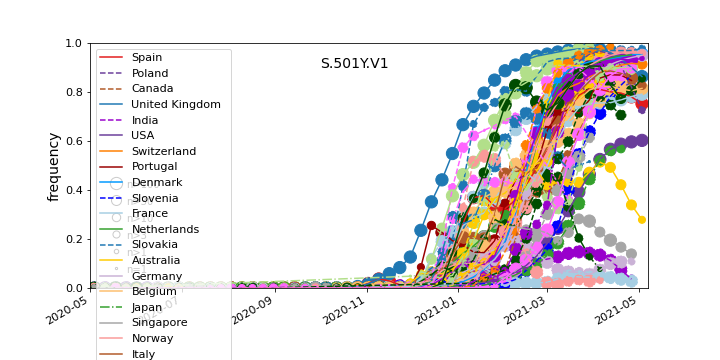 S.501Y.V1
frequency
1.0
0.8
0.6
0.4
0.2
0.0
Spain
Poland
Canada
United Kingdom
India
USA
Switzerland
Portugal
Denmark
Slovenia
France
Netherlands
Slovakia
Australia
Germany
Belgium
Japan
Singapore
Norway
Italy
2020-05
2020-09
2020-11
2021-01
2021-03
2021-05